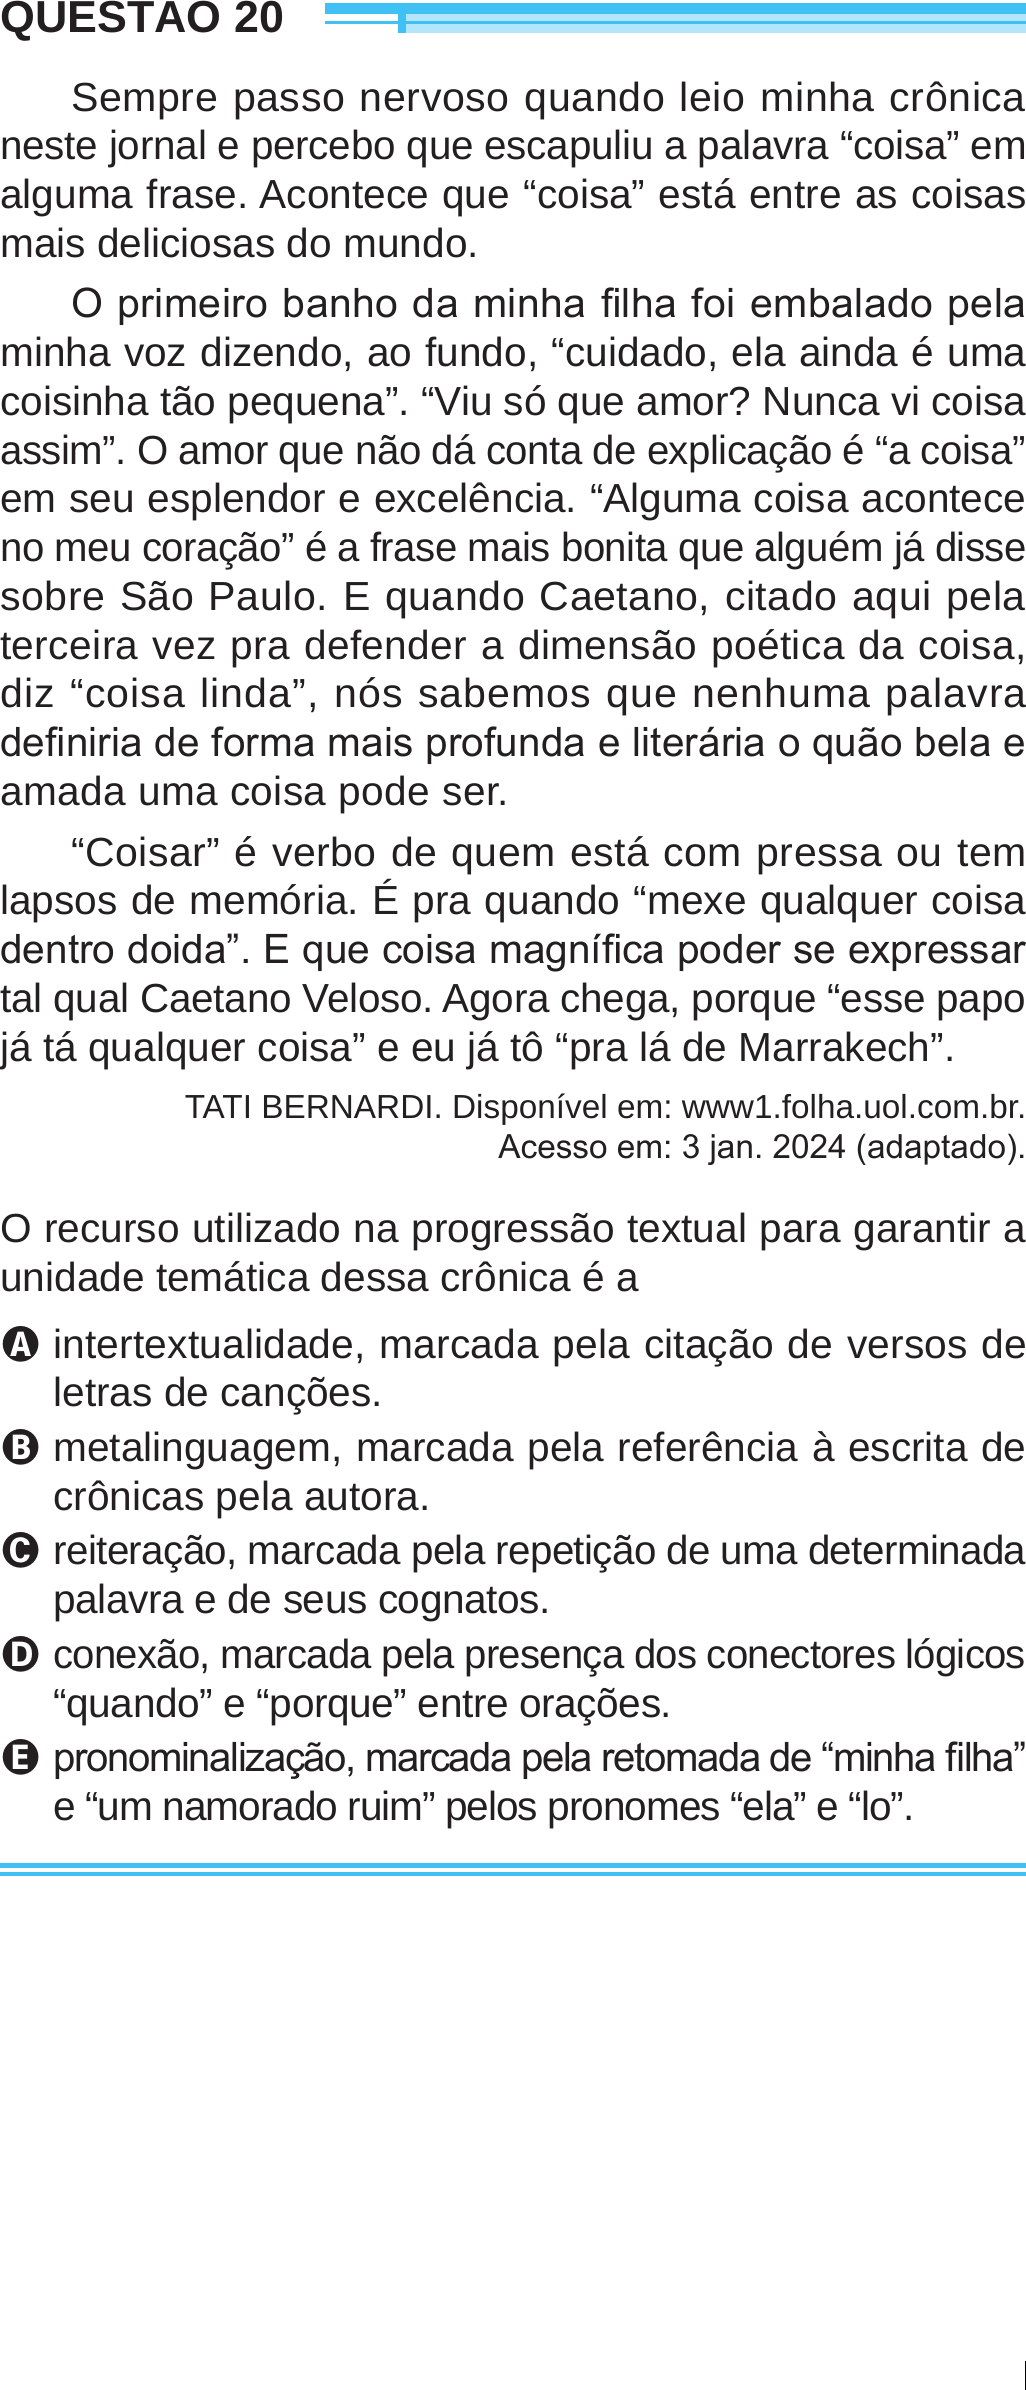 QUESTÃO 20
Sempre passo nervoso quando leio minha crônica
neste jornal e percebo que escapuliu a palavra “coisa” em
alguma frase. Acontece que “coisa” está entre as coisas
mais deliciosas do mundo.
O primeiro banho da minha filha foi embalado pela
minha voz dizendo, ao fundo, “cuidado, ela ainda é uma
coisinha tão pequena”. “Viu só que amor? Nunca vi coisa
assim”. O amor que não dá conta de explicação é “a coisa”
em seu esplendor e excelência. “Alguma coisa acontece
no meu coração” é a frase mais bonita que alguém já disse
sobre São Paulo. E quando Caetano, citado aqui pela
terceira vez pra defender a dimensão poética da coisa,
diz “coisa linda”, nós sabemos que nenhuma palavra
definiria de forma mais profunda e literária o quão bela e
amada uma coisa pode ser.
“Coisar” é verbo de quem está com pressa ou tem
lapsos de memória. É pra quando “mexe qualquer coisa
dentro doida”. E que coisa magnífica poder se expressar
tal qual Caetano Veloso. Agora chega, porque “esse papo
já tá qualquer coisa” e eu já tô “pra lá de Marrakech”.
TATI BERNARDI. Disponível em: www1.folha.uol.com.br.
Acesso em: 3 jan. 2024 (adaptado).
O recurso utilizado na progressão textual para garantir a
unidade temática dessa crônica é a
A intertextualidade, marcada pela citação de versos de
letras de canções.
B metalinguagem, marcada pela referência à escrita de
crônicas pela autora.
C reiteração, marcada pela repetição de uma determinada
palavra e de seus cognatos.
D conexão, marcada pela presença dos conectores lógicos
“quando” e “porque” entre orações.
E pronominalização, marcada pela retomada de “minha filha”
e “um namorado ruim” pelos pronomes “ela” e “lo”.